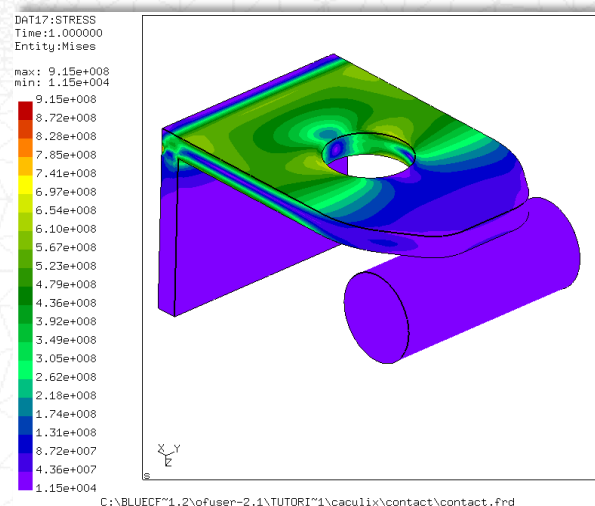 DAT17:STRESS
Time:1.000000
Entity:Mises
max: 9.15e+008
min: 1.15e+004
9.15e+008
8.72e+008
8.28e+008
7.85e+008
7.41e+008
6.97e+008
6.54e+008
6.10e+008
5.67e+008
5.23e+008
4.79e+008
4.36e+008
3.92e+008
3.49e+008
3.05e+008
2.62e+008
2.18e+008
1.74e+008
1.31e+008
8.72e+007
4.36e+007
1.15e+004
X Y
Z
s
C:\BLUECF~1.2\ofuser-2.1\TUTORI~1\caculix\contact\contact.frd